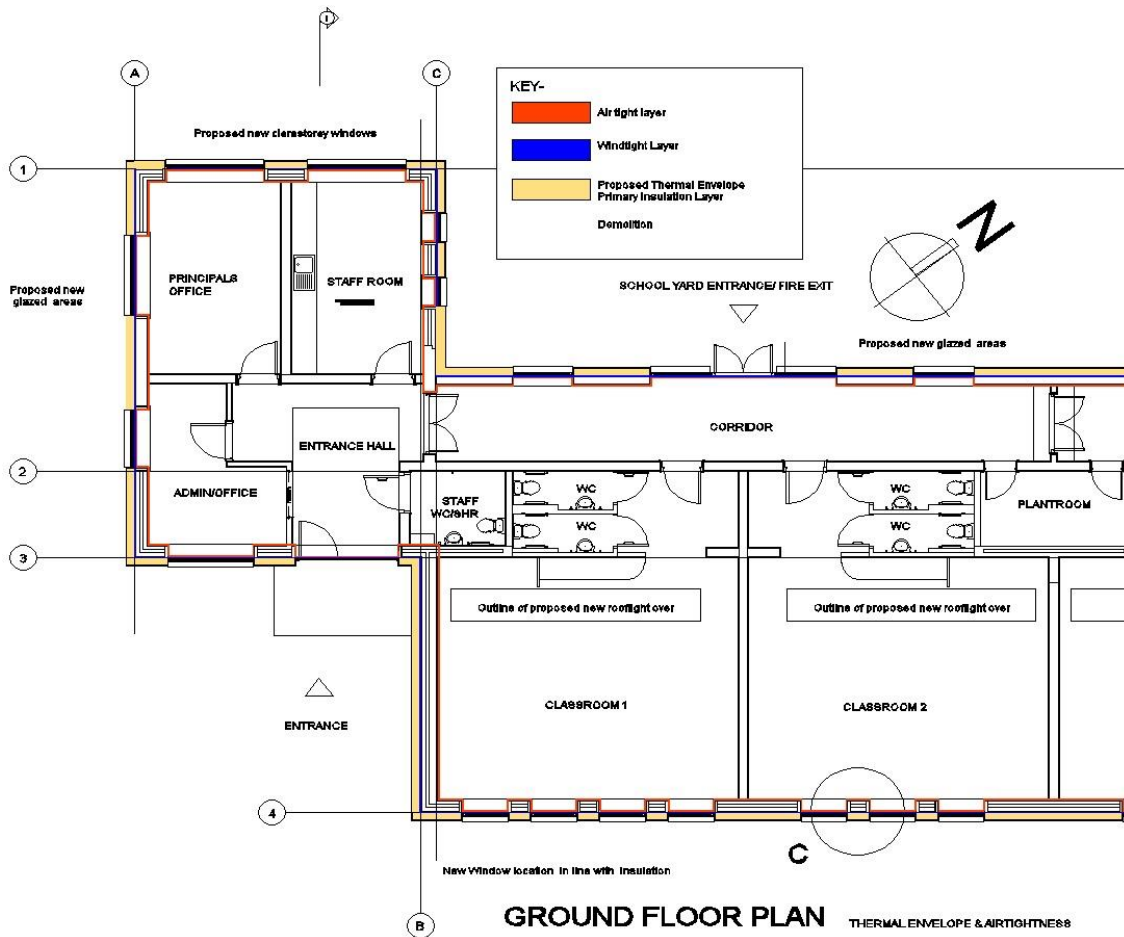 1
A
C
KEY-
Airtight layer
Windtight Layer
Proposed Thermal Envelope
Primary Insulation Layer
Demolition
Proposed new clerestorey windows
1
N
PRINCIPALS
OFFICE
STAFF ROOM
Proposed new
glazed areas
SCHOOL YARD ENTRANCE/ FIRE EXIT
Proposed new glazed areas
CORRIDOR
ENTRANCE HALL
2
ADMIN/OFFICE
STAFF
WC/SHR
WC
WC
WC
WC
PLANTROOM
3
Outline of proposed new rooflight over
Outline of proposed new rooflight over
CLASSROOM 1
CLASSROOM 2
ENTRANCE
4
C
New Window location in line with insulation
B
GROUND FLOOR PLAN
THERMAL ENVELOPE & AIRTIGHTNESS